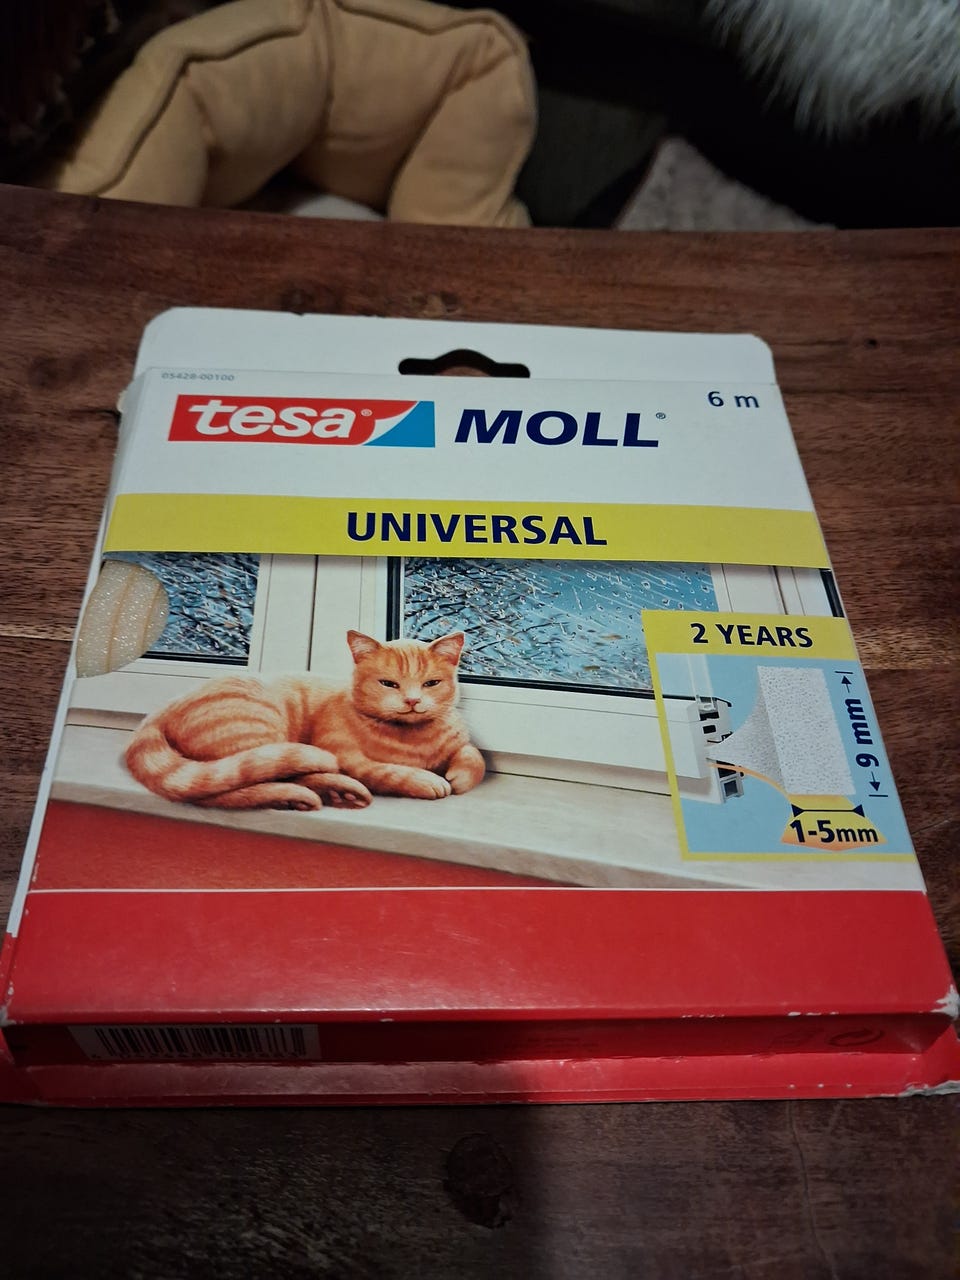 05428-00100
6 m
tesa® MOLL®
UNIVERSAL
2 YEARS
9 mm
1-5mm